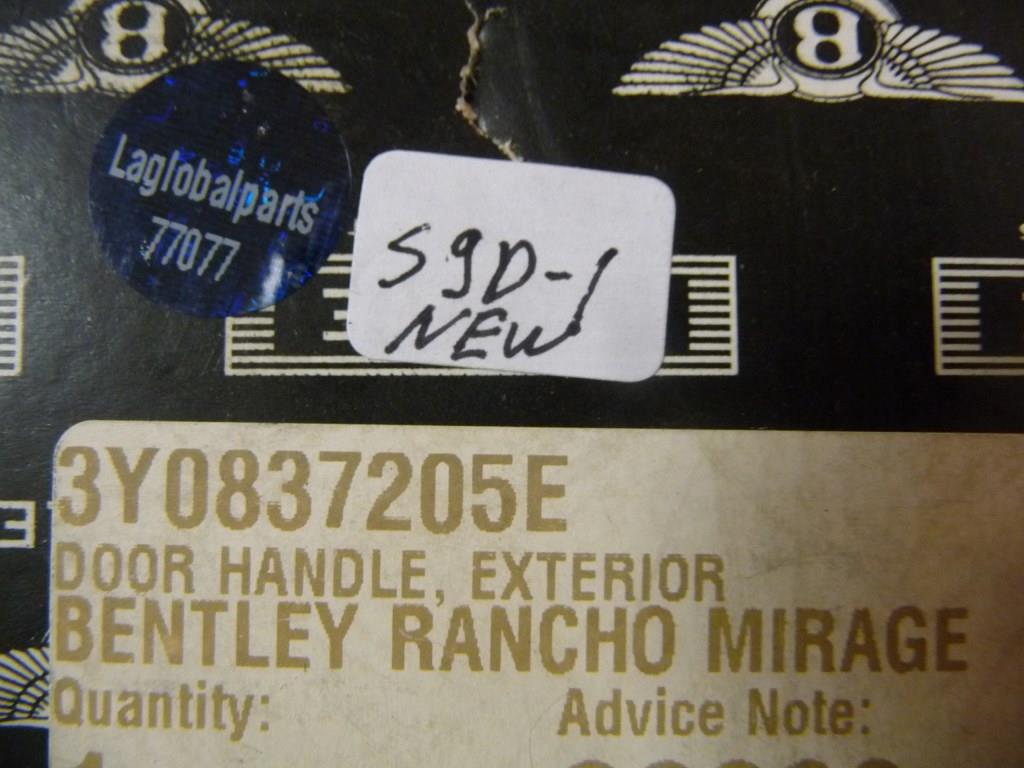 B
B
Laglobalparts
77077
S9D-1
NEW
3Y0837205E
DOOR HANDLE, EXTERIOR
BENTLEY RANCHO MIRAGE
Quantity:
Advice Note: